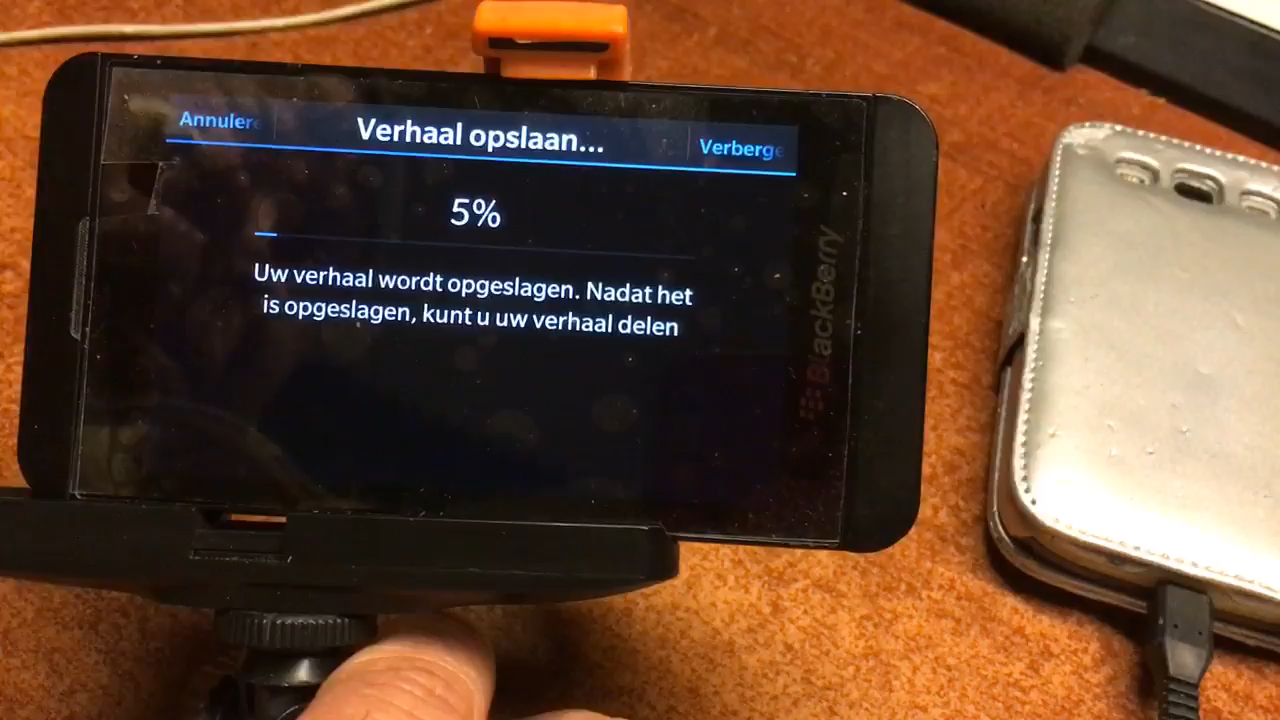 Annulere
Verhaal opslaan...
Verberge
5%
Uw verhaal wordt opgeslagen. Nadat het
is opgeslagen, kunt u uw verhaal delen
BlackBerry